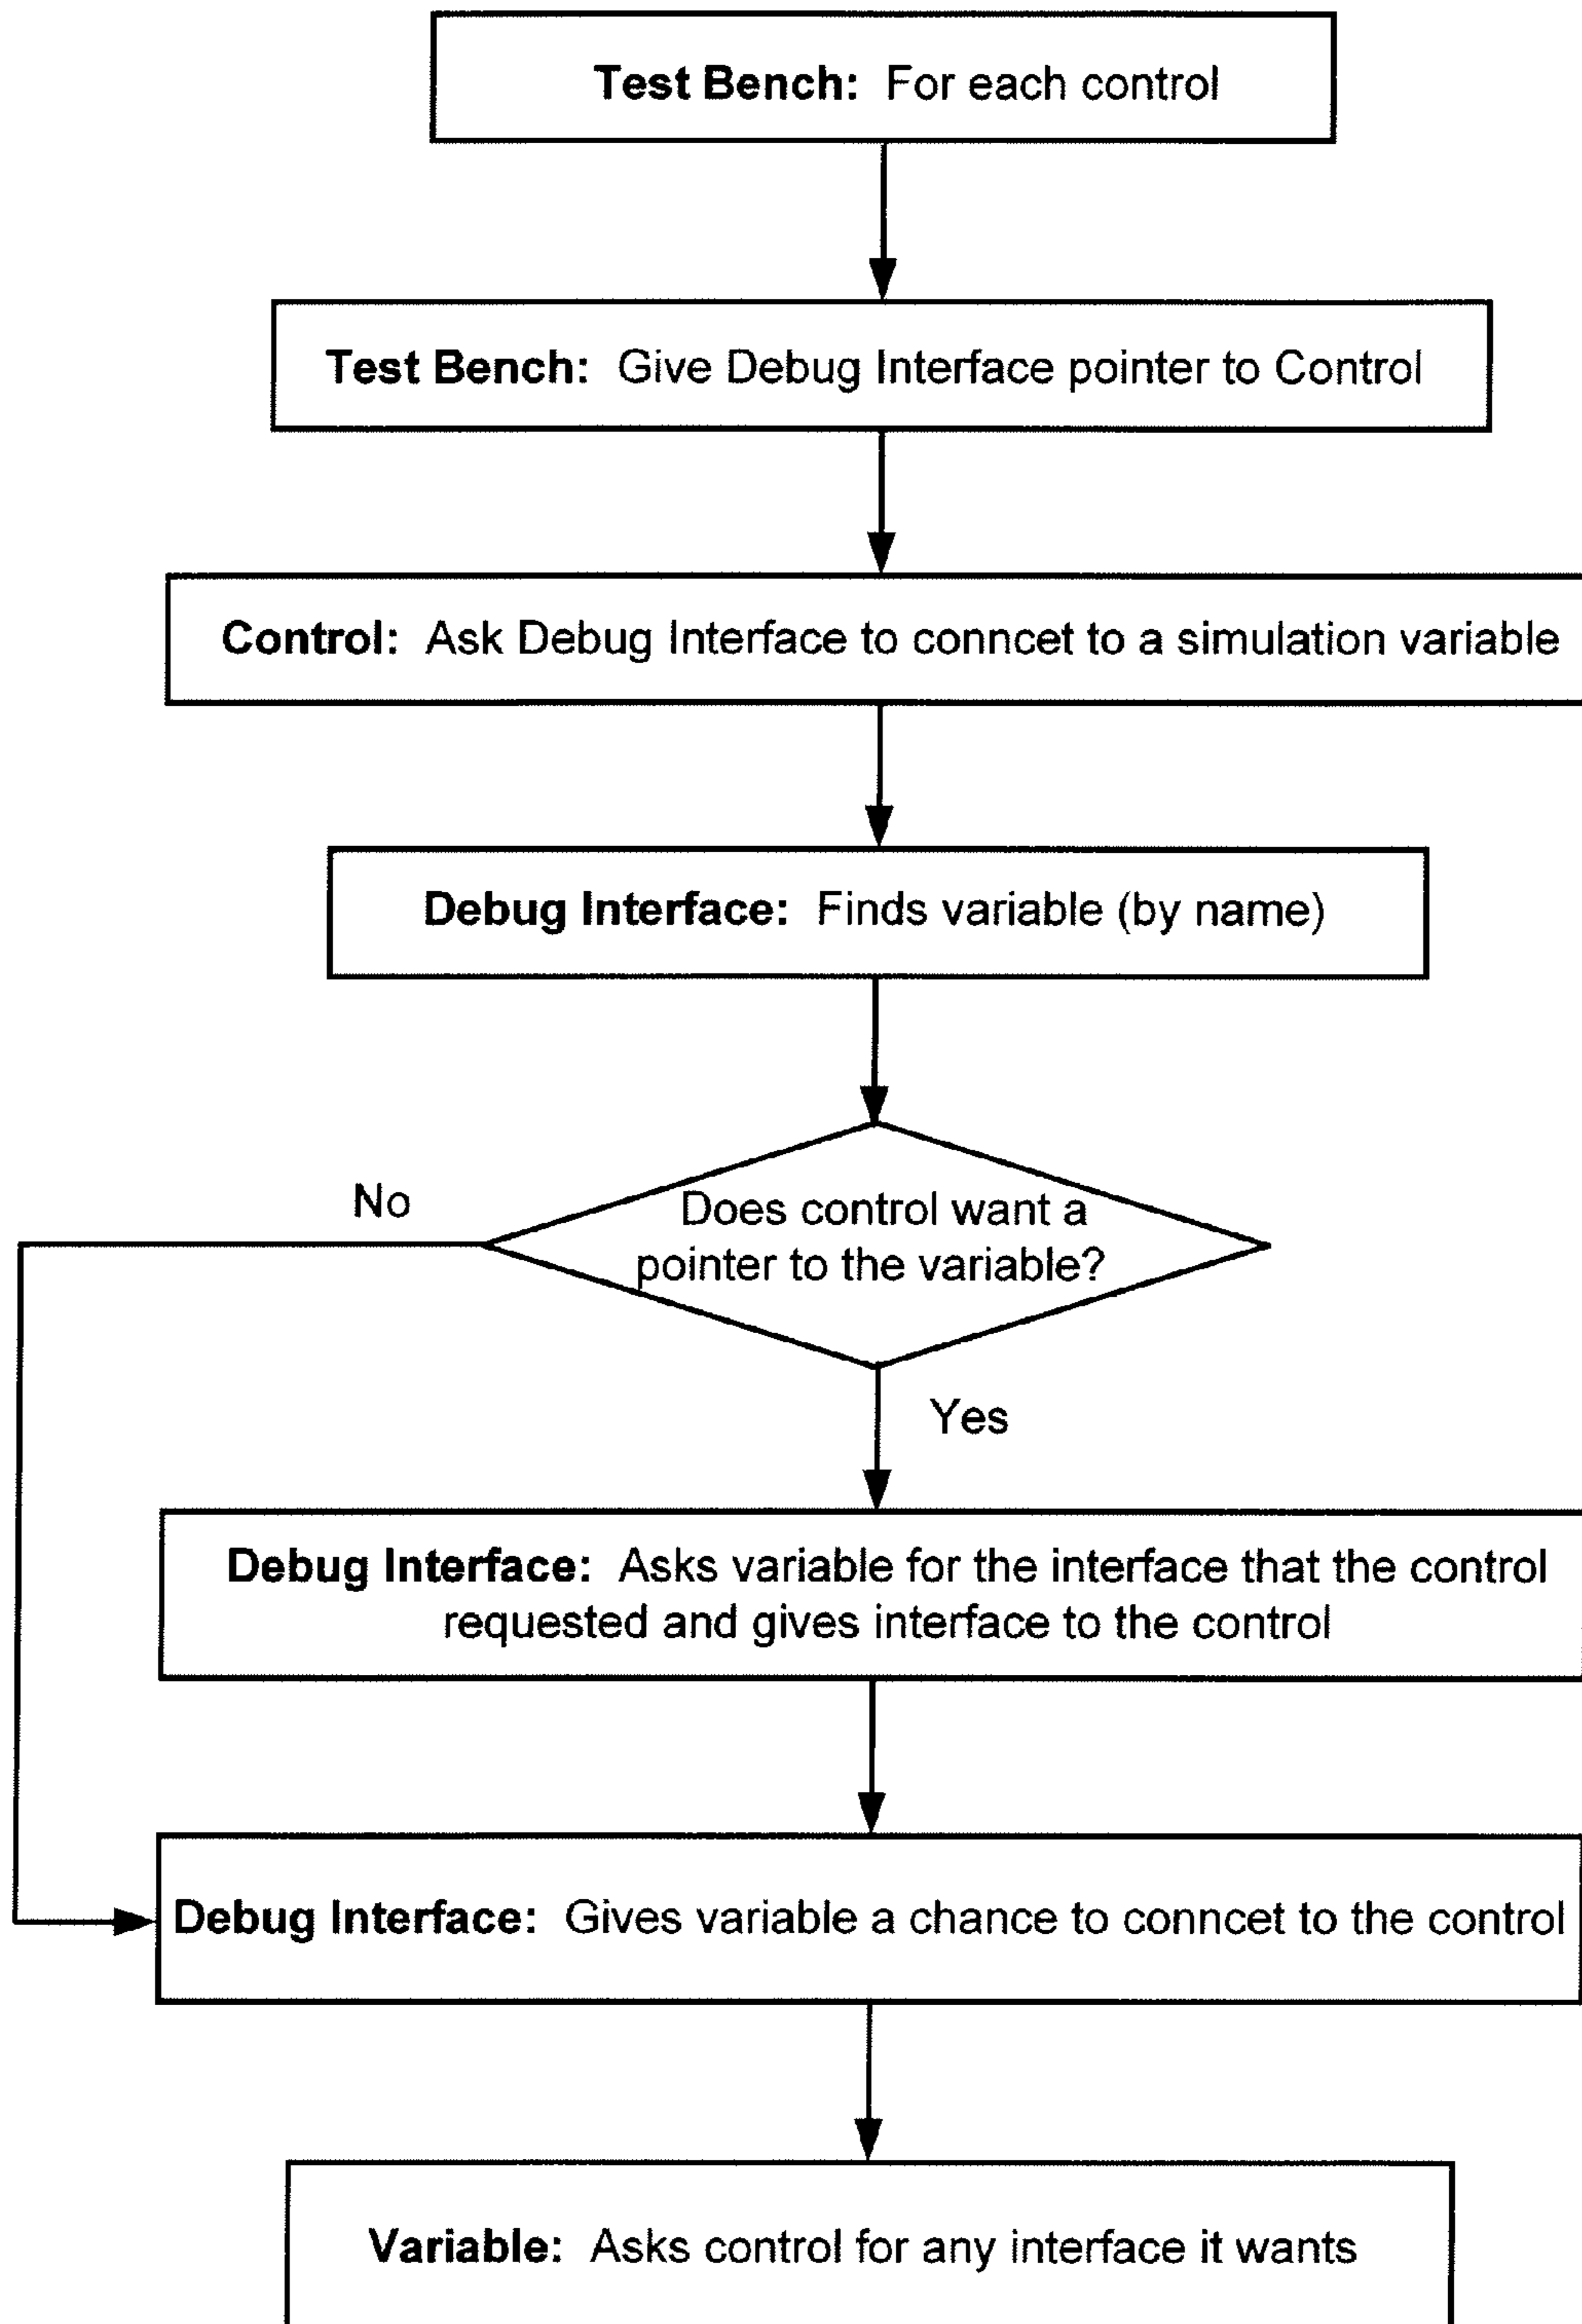 Test Bench: For each control
Test Bench: Give Debug Interface pointer to Control
Control: Ask Debug Interface to conncet to a simulation variable
Debug Interface: Finds variable (by name)
No
Does control want a
pointer to the variable?
Yes
Debug Interface: Asks variable for the interface that the control
requested and gives interface to the control
Debug Interface: Gives variable a chance to conncet to the control
Variable: Asks control for any interface it wants